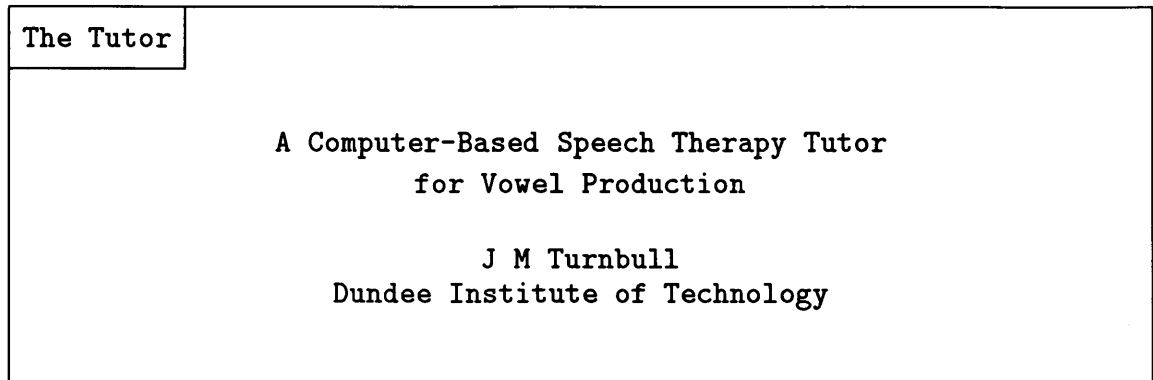 The Tutor
A Computer-Based Speech Therapy Tutor
for Vowel Production
J M Turnbull
Dundee Institute of Technology